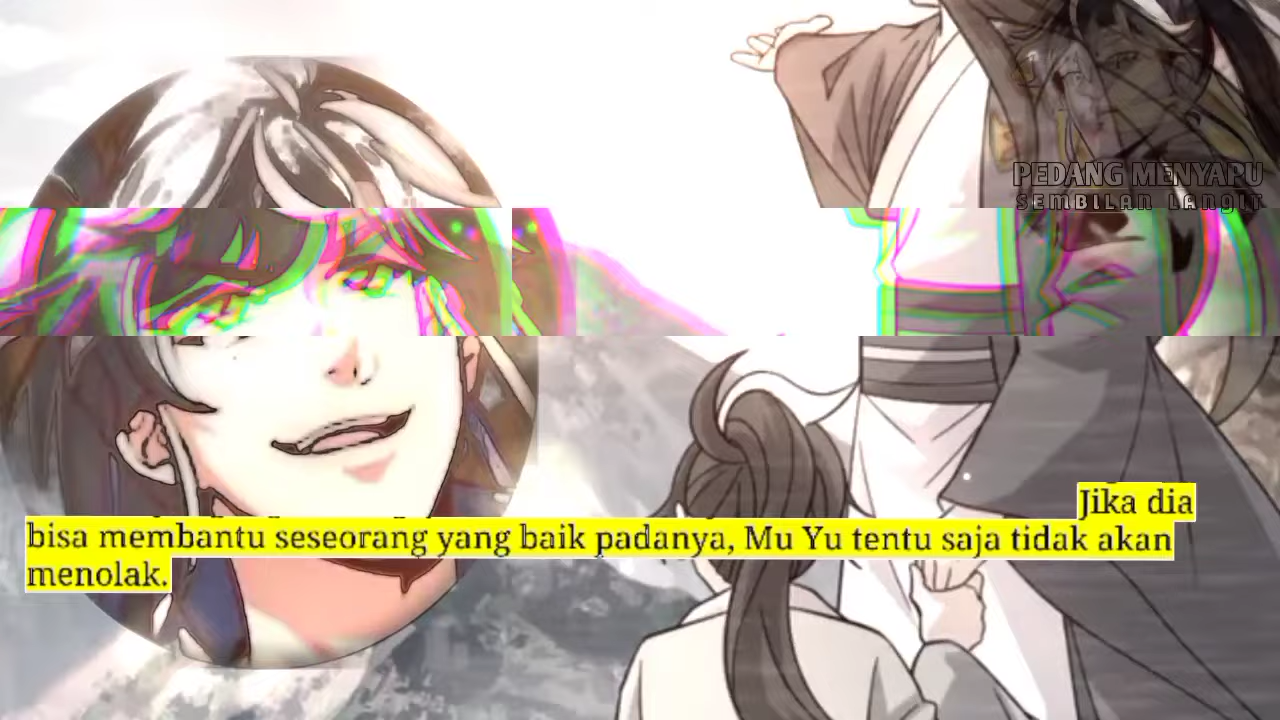 PEDANG MENYAPU
SEMBILAN LANGIT
Jika dia
bisa membantu seseorang yang baik padanya, Mu Yu tentu saja tidak akan
menolak.